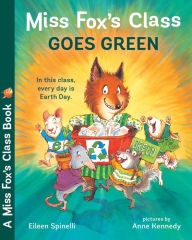 Miss Fox's Class
GOES GREEN
In this class,
every day is
Earth Day.
A Miss Fox's Class Book
Eileen Spinelli
pictures by
Anne Kennedy